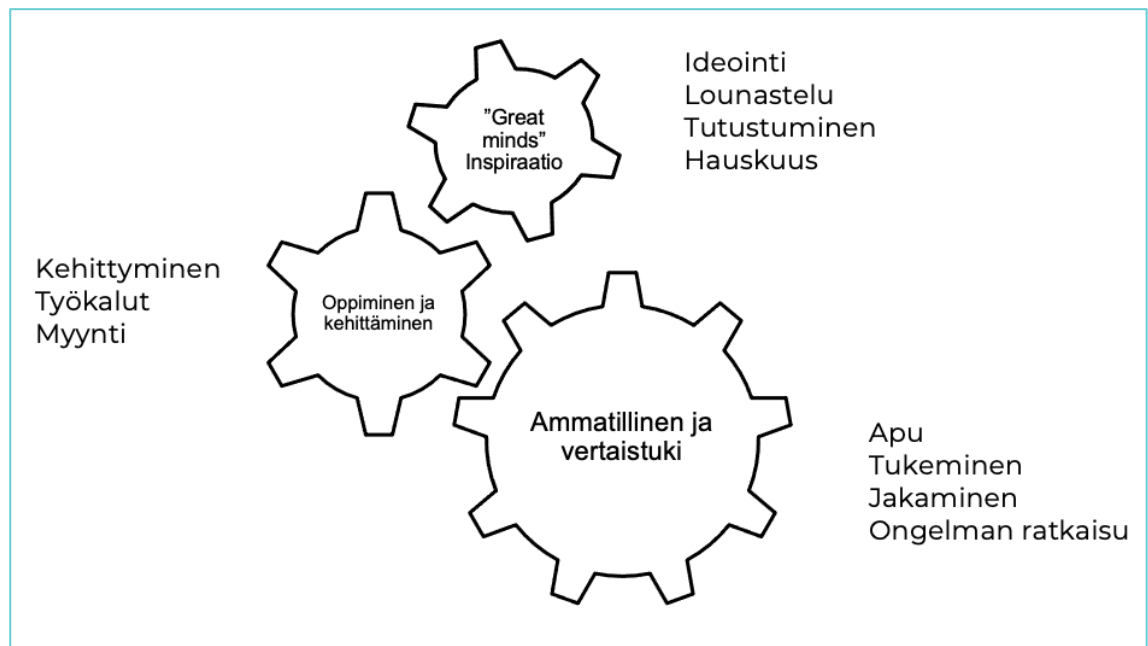 ”Great
minds”
Inspiraatio
Ideointi
Lounastelu
Tutustuminen
Hauskuus
Kehittyminen
Työkalut
Myynti
Oppiminen ja
kehittäminen
Ammatillinen ja
vertaistuki
Apu
Tukeminen
Jakaminen
Ongelman ratkaisu